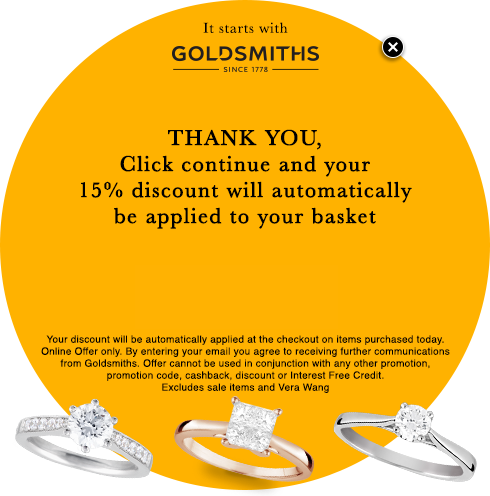 It starts with
GOLDSMITHS
SINCE 1778
THANK YOU,
Click continue and your
15% discount will automatically
be applied to your basket
Your discount will be automatically applied at the checkout on items purchased today.
Online Offer only. By entering your email you agree to receiving further communications
from Goldsmiths. Offer cannot be used in conjunction with any other promotion,
promotion code, cashback, discount or Interest Free Credit.
Excludes sale items and Vera Wang